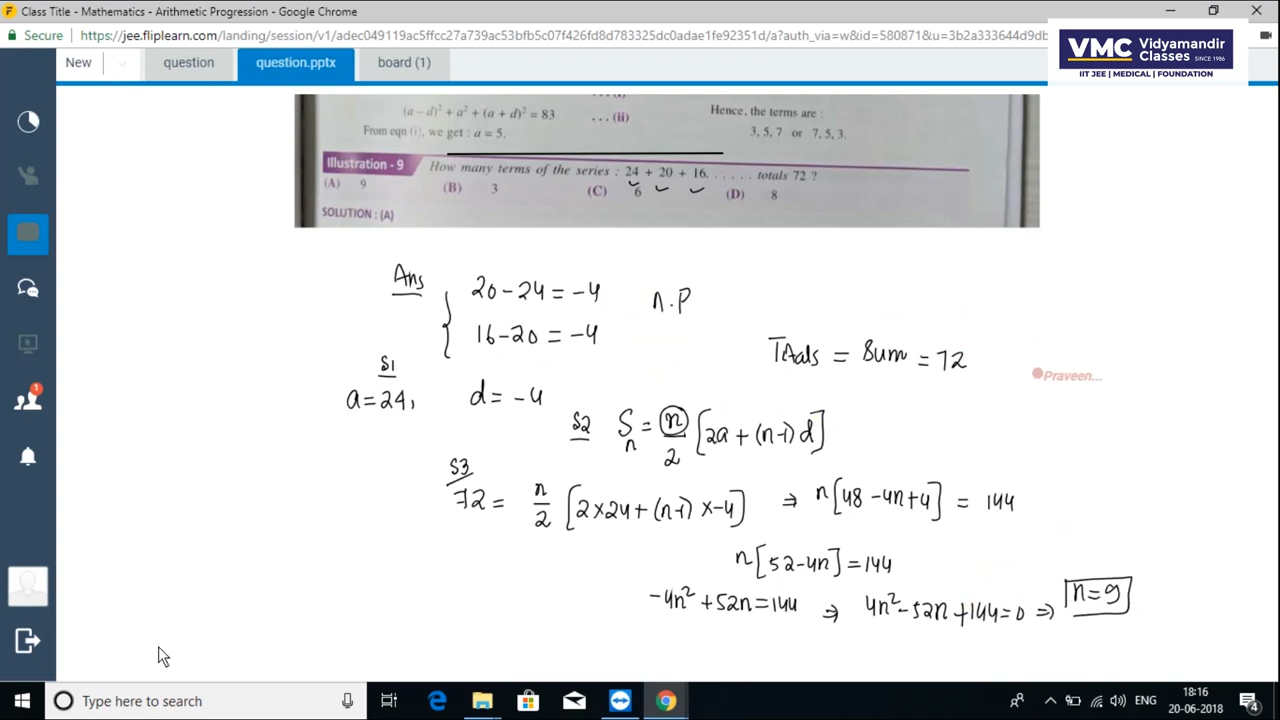 Class Title - Mathematics - Arithmetic Progression - Google Chrome
Secure | https://jee.fliplearn.com/landing/session/v1/adec049119ac5ffcc27a739ac53bfb5c07f426fd8d783325dc0adae1fe92351d/a?auth_via=w&id=580871&u=3b2a333644d9db
VMC Vidyamandir Classes SINCE 1986
IIT JEE | MEDICAL | FOUNDATION
New question question.pptx board (1)
(a – d)² + a² + (a + d)² = 83 . . . (ii) Hence, the terms are :
From eqn (i), we get : a = 5. 3, 5, 7 or 7, 5, 3.
Illustration - 9 How many terms of the series : 24 + 20 + 16. . . . . . totals 72 ?
(A) 9 (B) 3 (C) 6 (D) 8
SOLUTION : (A)
Ans 20-24 = -4 A.P
16-20 = -4
Totals = Sum = 72
Praveen...
S1
a=24, d= -4
S2 Sn = n/2 [2a + (n-1) d]
S3
72 = n/2 [2×24 + (n-1) × -4] ⇒ n[48 -4n+4] = 144
n[52-4n] = 144
-4n² +52n = 144 ⇒ 4n² -52n +144 = 0 ⇒ n=9
1
Type here to search
ENG
18:16
20-06-2018
4